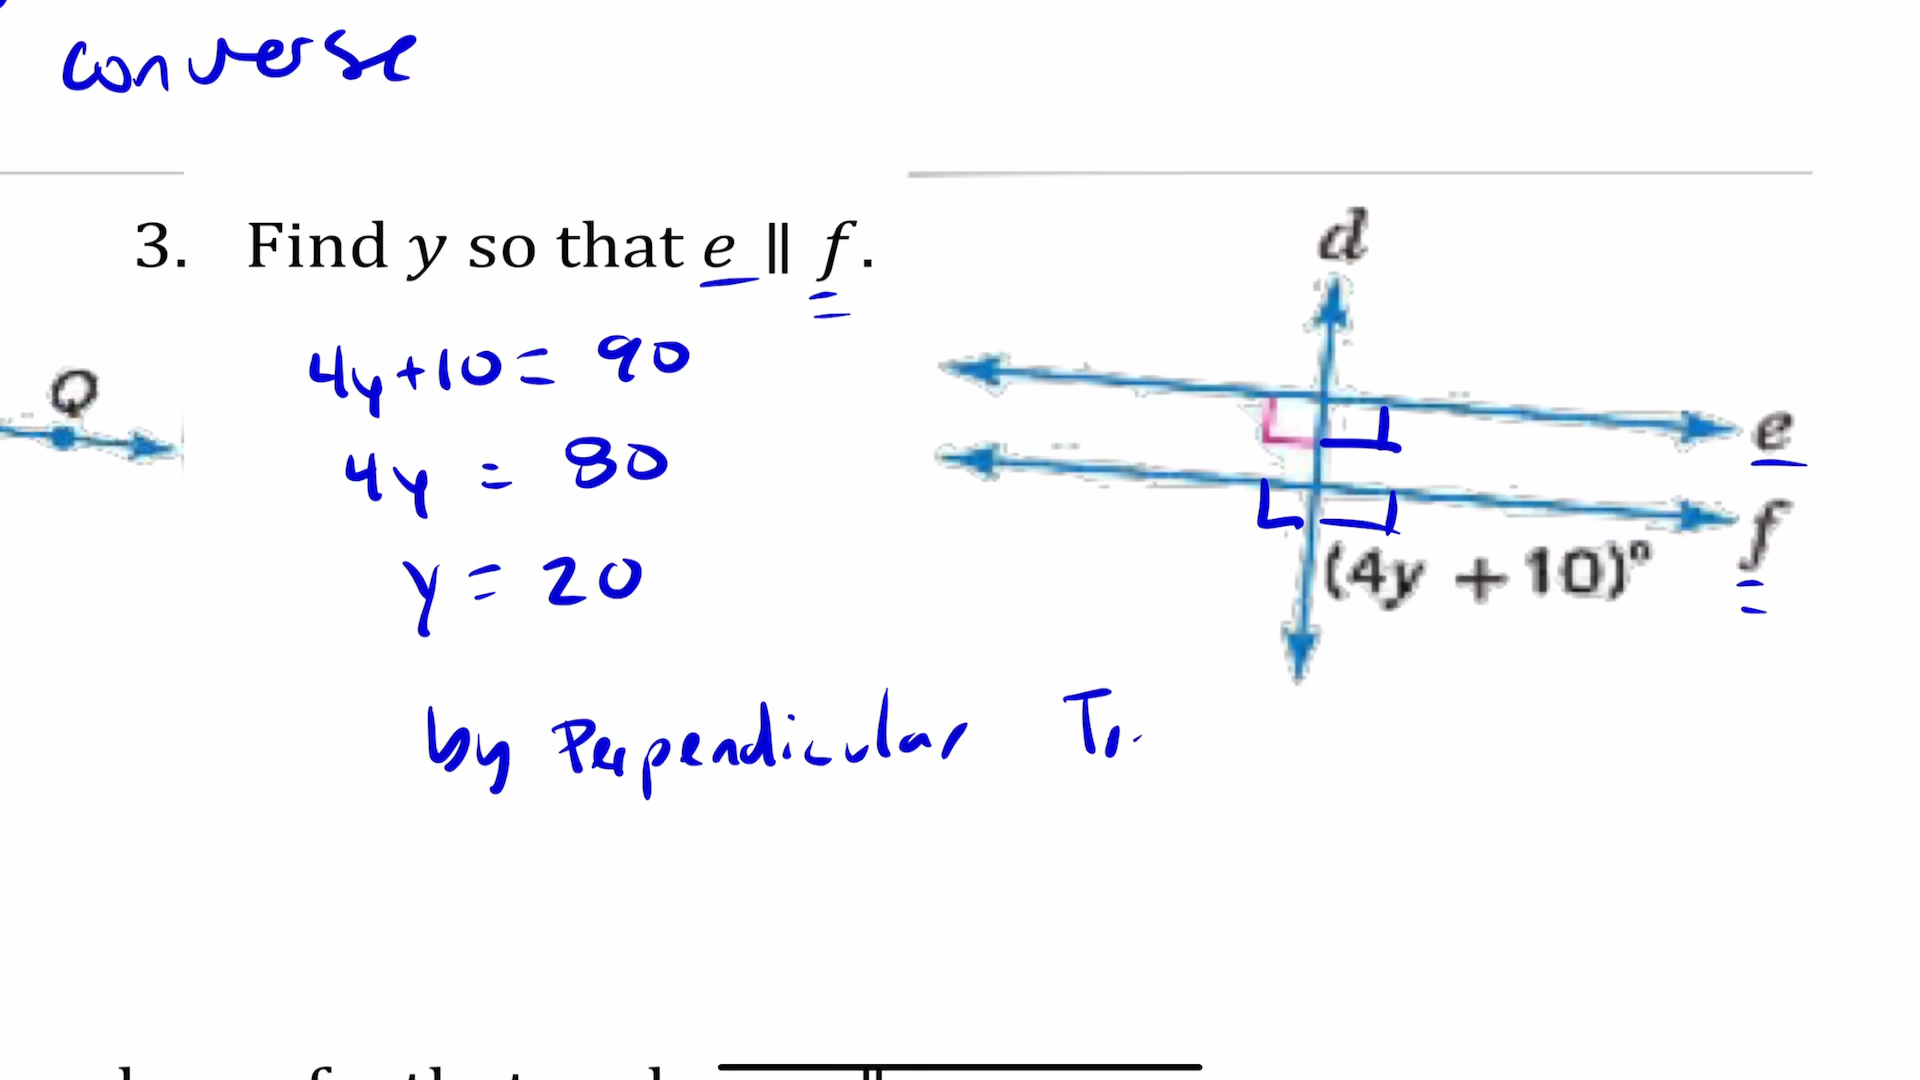 converse
3. Find y so that e ∥ f.
d
4y+10 = 90
Q
e
4y = 80
f
(4y + 10)°
y = 20
by Perpendicular Tr